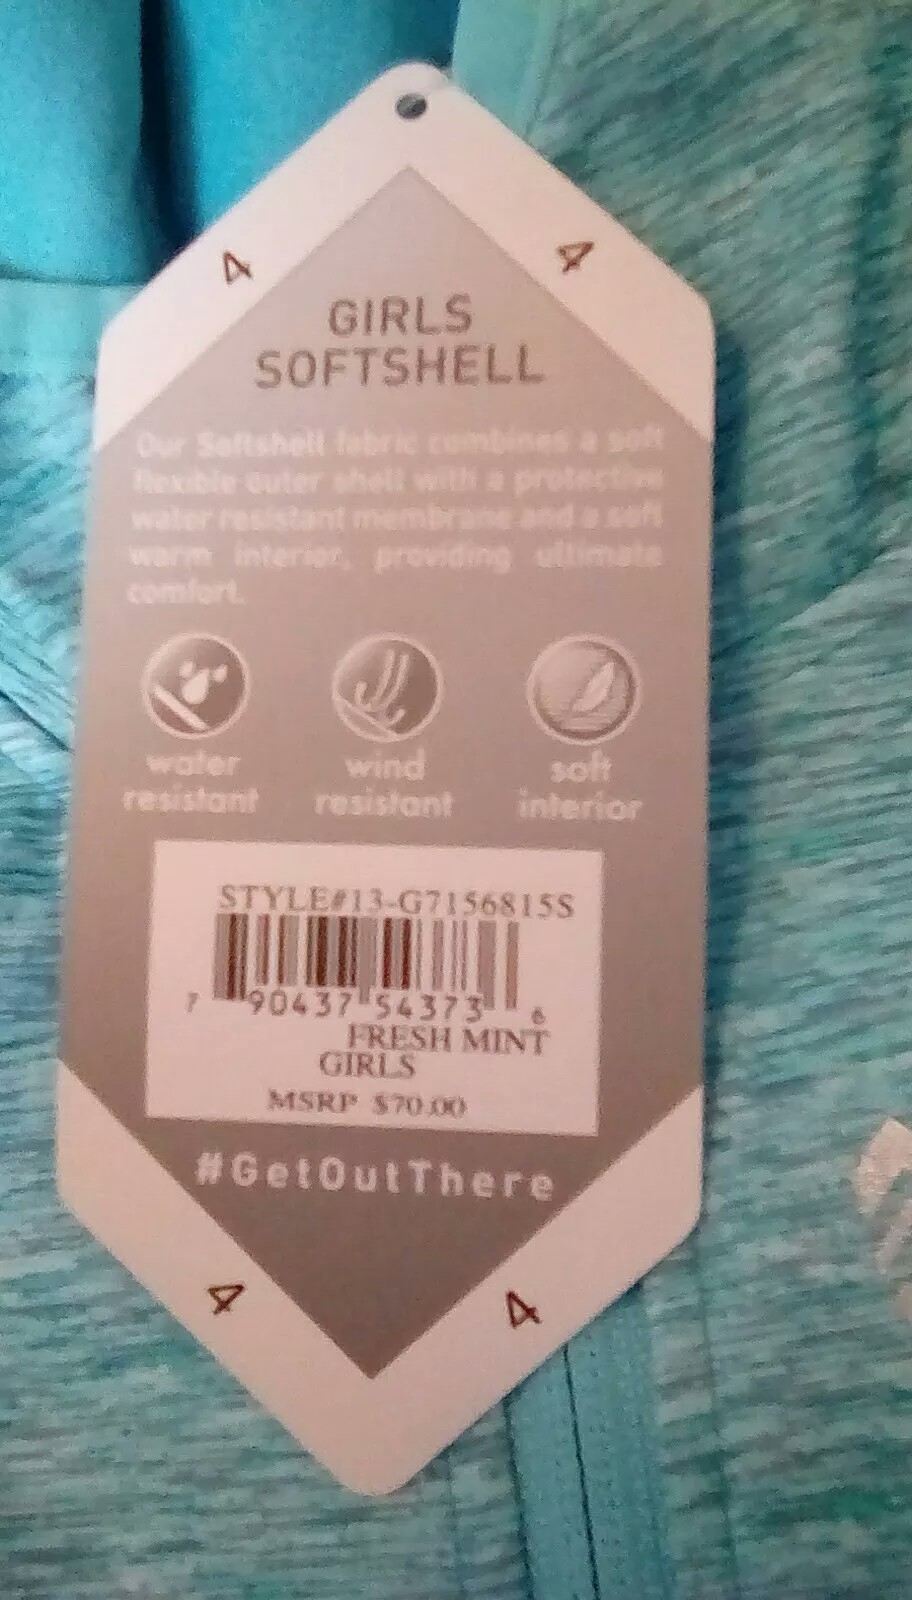 4 4
GIRLS
SOFTSHELL
Our Softshell fabric combines a soft
flexible outer shell with a protective
water resistant membrane and a soft
warm interior, providing ultimate
comfort.
water wind soft
resistant resistant interior
STYLE#13-G7156815S
7 90437 54373 6
FRESH MINT
GIRLS
MSRP $70.00
#GetOutThere
4 4